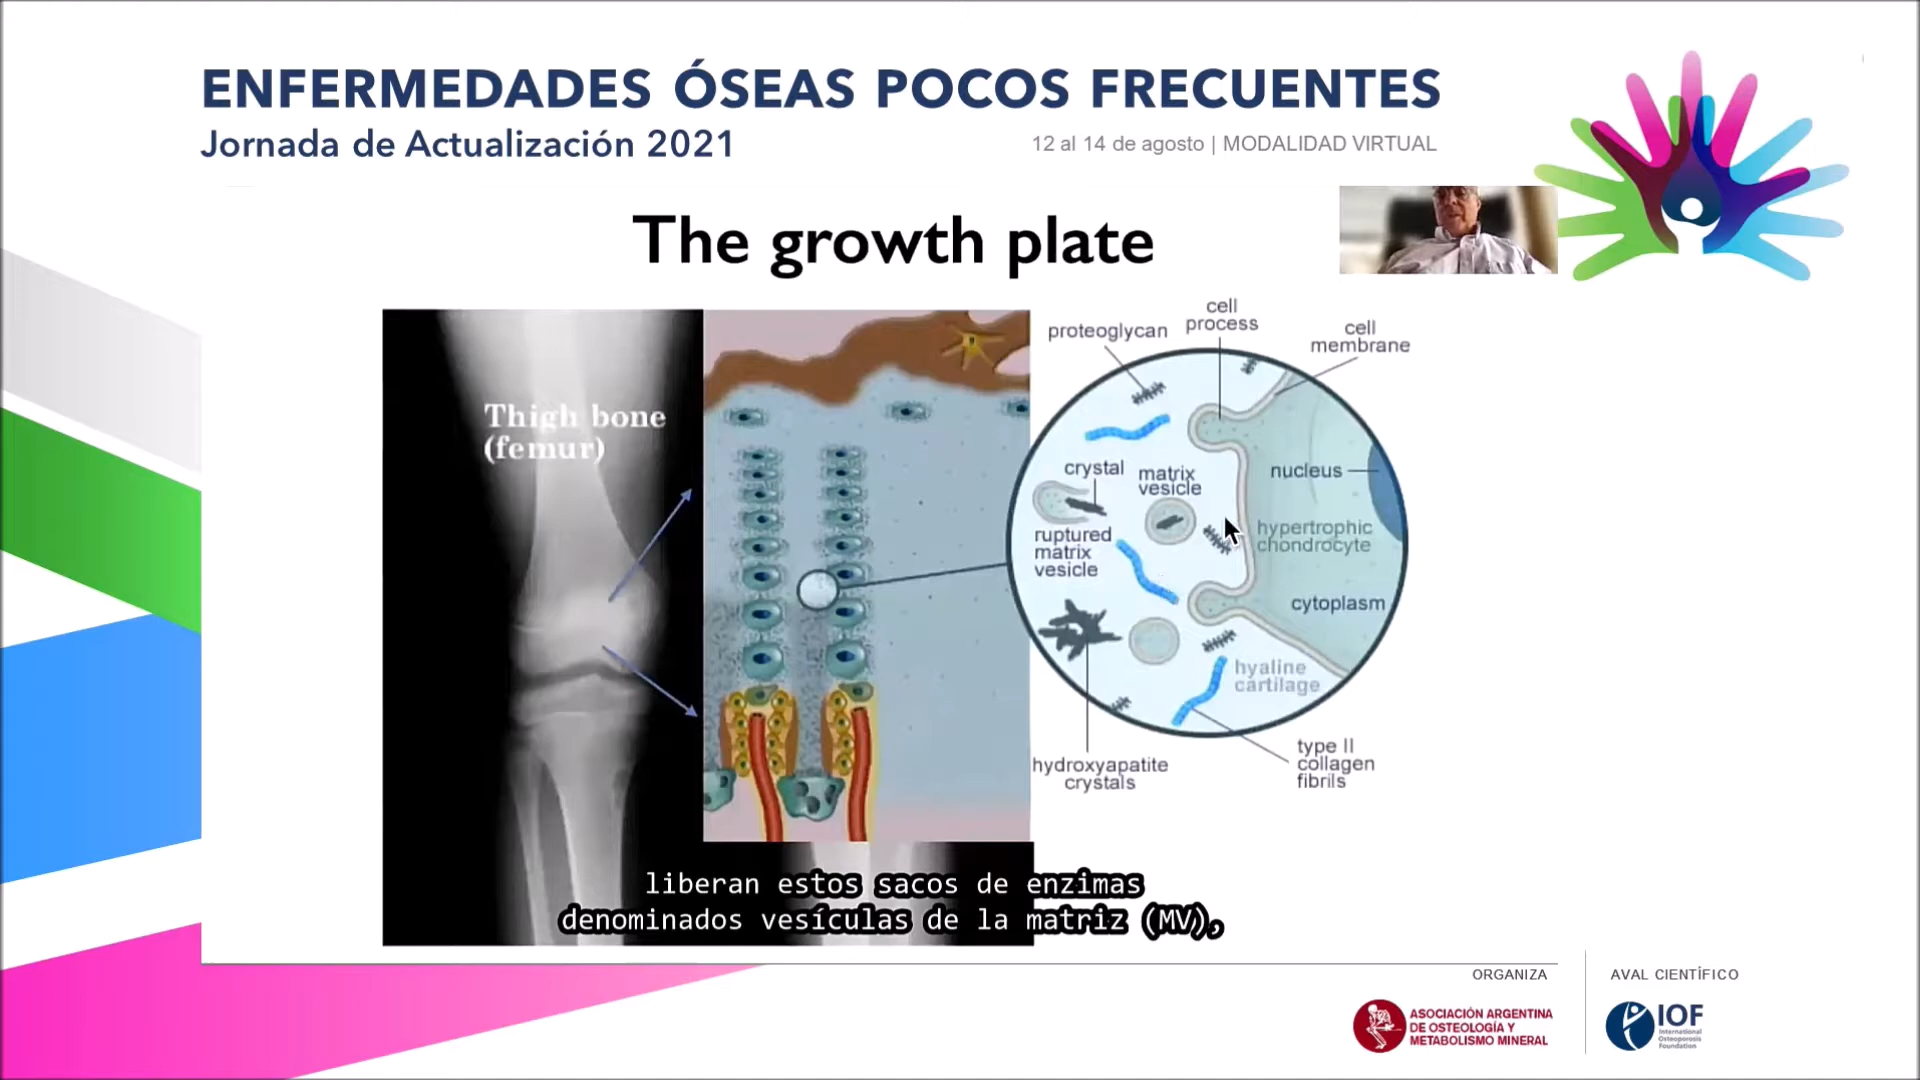 ENFERMEDADES ÓSEAS POCOS FRECUENTES
Jornada de Actualización 2021
12 al 14 de agosto | MODALIDAD VIRTUAL
The growth plate
Thigh bone
(femur)
proteoglycan
cell
process
cell
membrane
crystal
matrix
vesicle
nucleus
ruptured
matrix
vesicle
hypertrophic
chondrocyte
cytoplasm
hyaline
cartilage
hydroxyapatite
crystals
type II
collagen
fibrils
liberan estos sacos de enzimas
denominados vesículas de la matriz (MV),
ORGANIZA
ASOCIACIÓN ARGENTINA
DE OSTEOLOGÍA Y
METABOLISMO MINERAL
AVAL CIENTÍFICO
IOF
International
Osteoporosis
Foundation